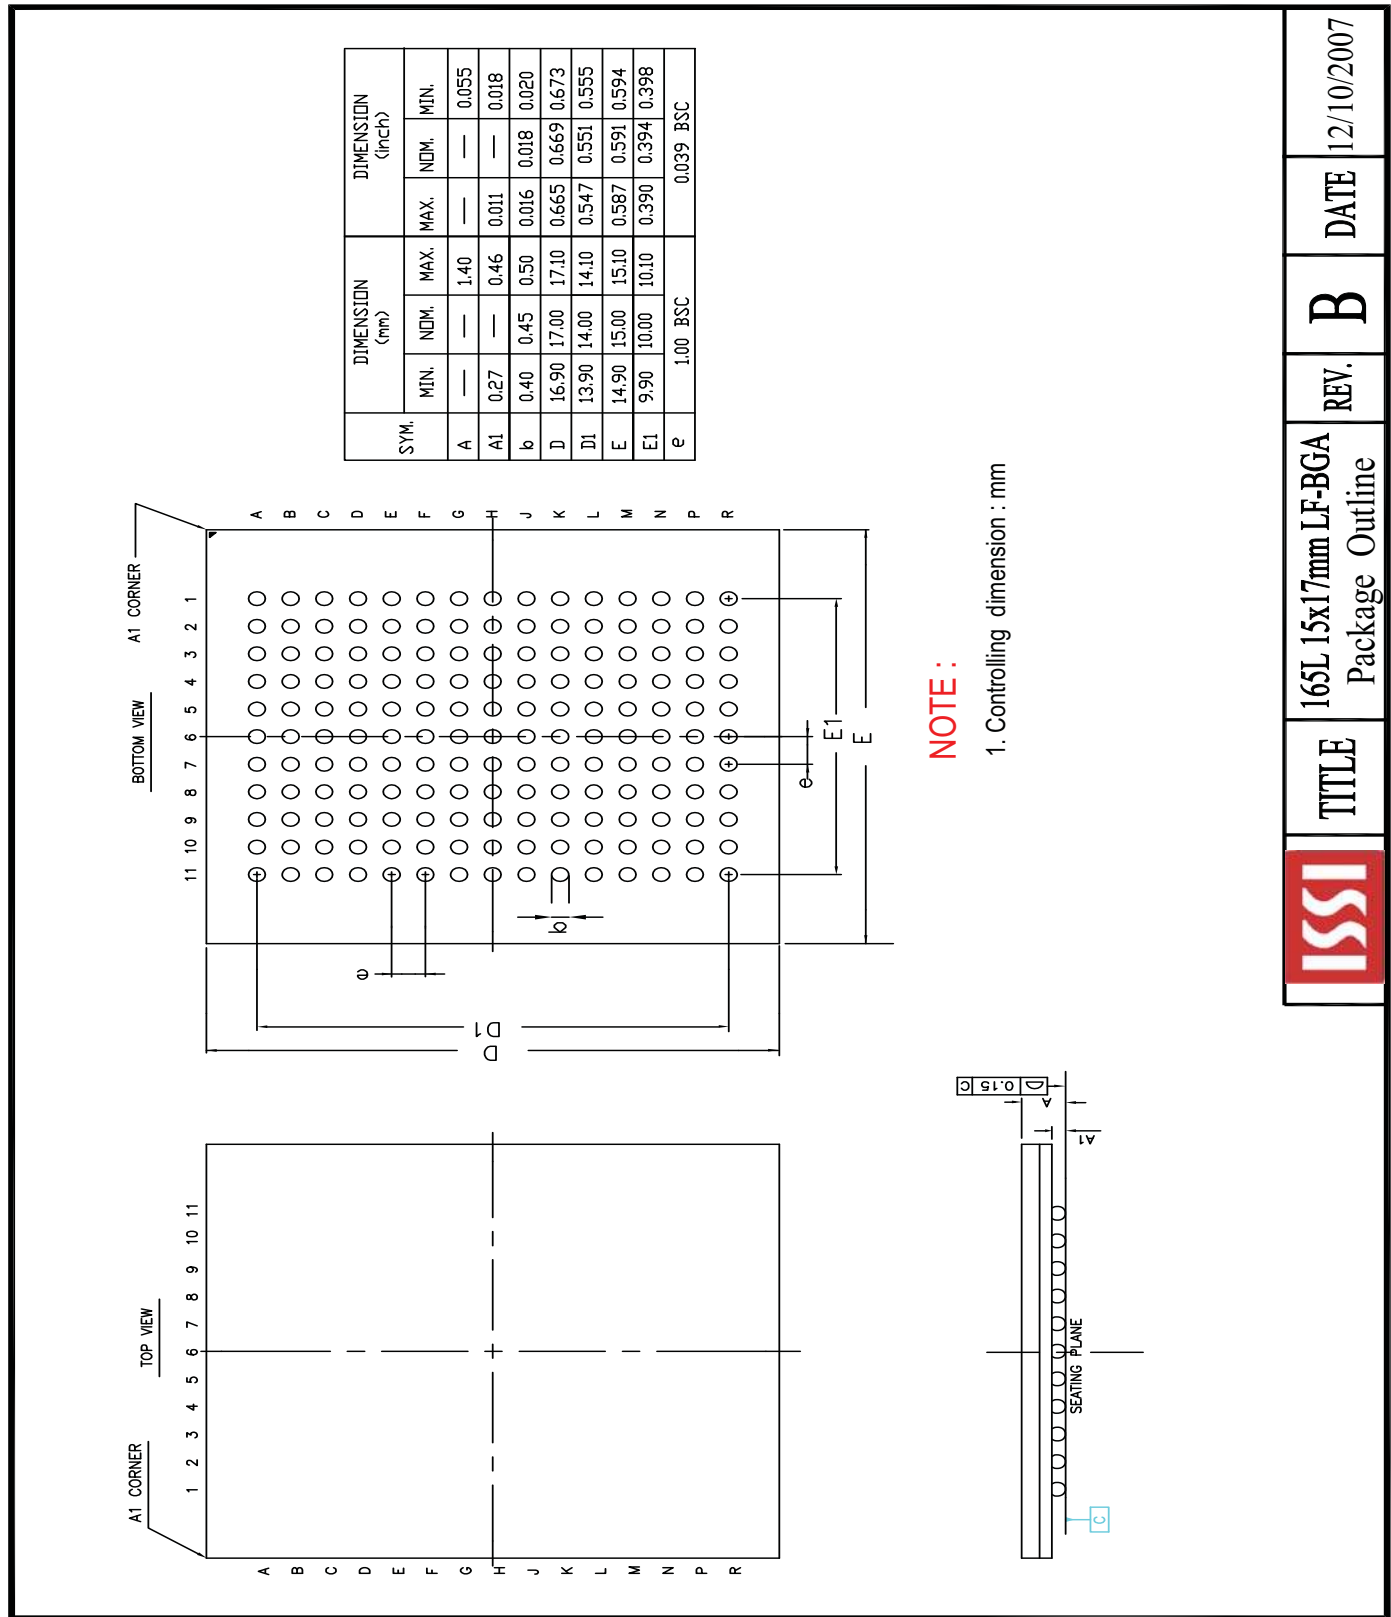 A1 CORNER
TOP VIEW
1 2 3 4 5 6 7 8 9 10 11
A
B
C
D
E
F
G
H
J
K
L
M
N
P
R
BOTTOM VIEW
A1 CORNER
11 10 9 8 7 6 5 4 3 2 1
A
B
C
D
E
F
G
H
J
K
L
M
N
P
R
e
D1
D
b
e
E1
E
SYM. DIMENSION (mm) DIMENSION (inch)
MIN. NOM. MAX. MAX. NOM. MIN.
A — — 1.40 — — 0.055
A1 0.27 — 0.46 0.011 — 0.018
b 0.40 0.45 0.50 0.016 0.018 0.020
D 16.90 17.00 17.10 0.665 0.669 0.673
D1 13.90 14.00 14.10 0.547 0.551 0.555
E 14.90 15.00 15.10 0.587 0.591 0.594
E1 9.90 10.00 10.10 0.390 0.394 0.398
e 1.00 BSC 0.039 BSC
NOTE :
1. Controlling dimension : mm
0.15 C
A
A1
SEATING PLANE
C
ISSI
TITLE
165L 15x17mm LF-BGA
Package Outline
REV.
B
DATE
12/10/2007